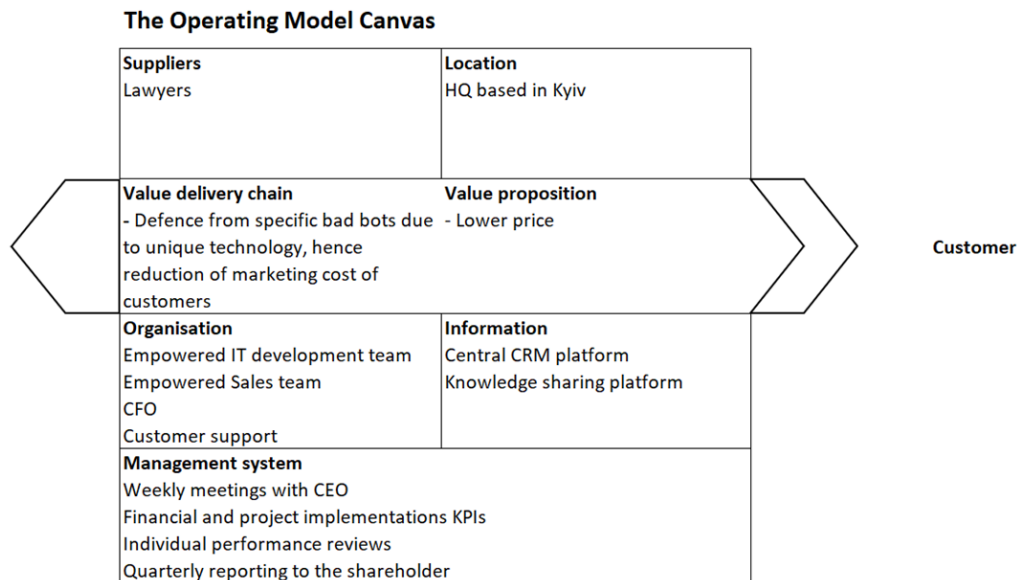 The Operating Model Canvas
Suppliers
Lawyers
Location
HQ based in Kyiv
Value delivery chain
- Defence from specific bad bots due
to unique technology, hence
reduction of marketing cost of
customers
Value proposition
- Lower price
Customer
Organisation
Empowered IT development team
Empowered Sales team
CFO
Customer support
Information
Central CRM platform
Knowledge sharing platform
Management system
Weekly meetings with CEO
Financial and project implementations KPIs
Individual performance reviews
Quarterly reporting to the shareholder